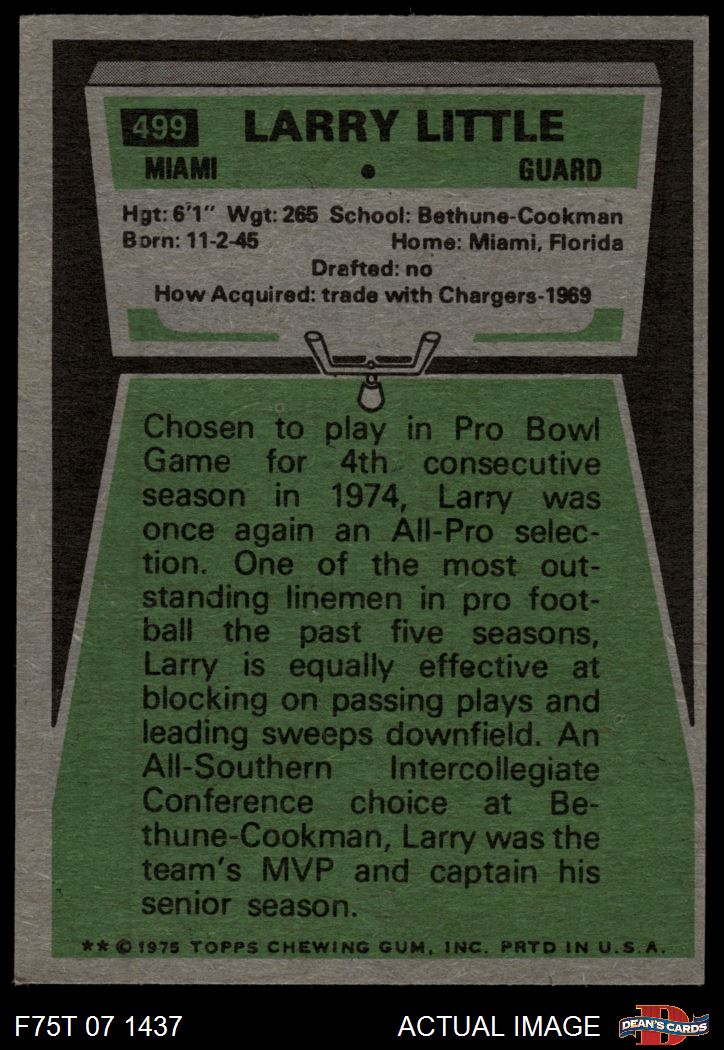 499 LARRY LITTLE
MIAMI • GUARD
Hgt: 6'1" Wgt: 265 School: Bethune-Cookman
Born: 11-2-45 Home: Miami, Florida
Drafted: no
How Acquired: trade with Chargers-1969
Chosen to play in Pro Bowl
Game for 4th consecutive
season in 1974, Larry was
once again an All-Pro selec-
tion. One of the most out-
standing linemen in pro foot-
ball the past five seasons,
Larry is equally effective at
blocking on passing plays and
leading sweeps downfield. An
All-Southern Intercollegiate
Conference choice at Be-
thune-Cookman, Larry was the
team's MVP and captain his
senior season.
** © 1975 TOPPS CHEWING GUM, INC. PRTD IN U.S.A.
F75T 07 1437 ACTUAL IMAGE D DEAN'S CARDS